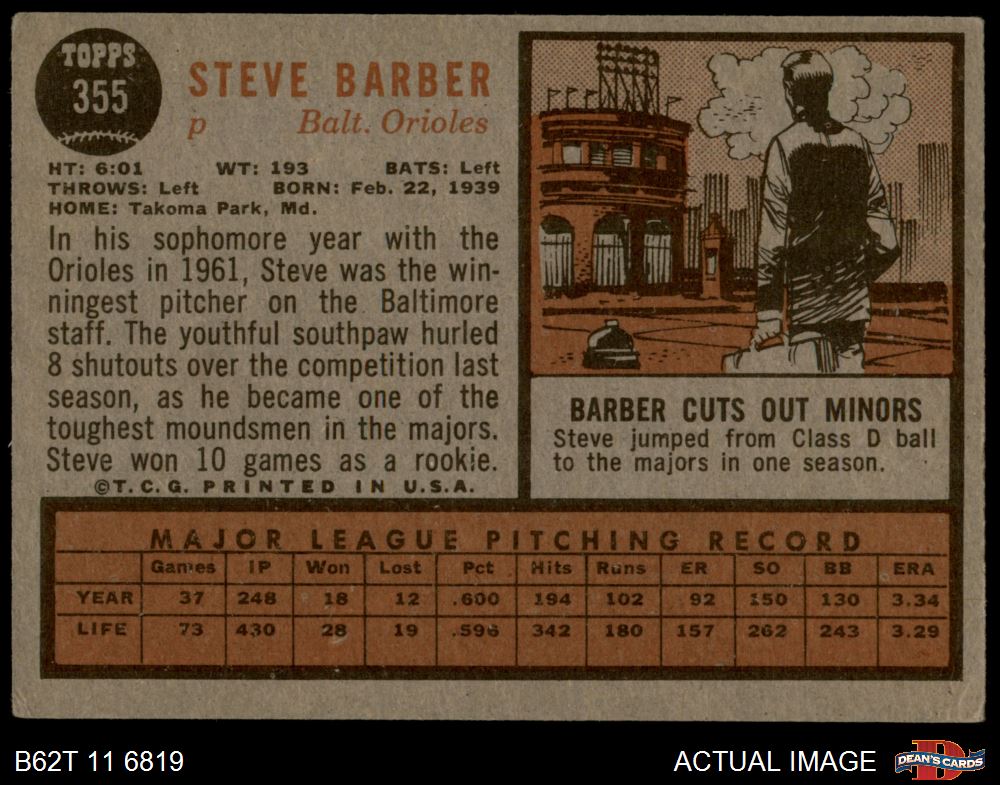 TOPPS
355
STEVE BARBER
p Balt. Orioles
HT: 6:01 WT: 193 BATS: Left
THROWS: Left BORN: Feb. 22, 1939
HOME: Takoma Park, Md.
In his sophomore year with the
Orioles in 1961, Steve was the win-
ningest pitcher on the Baltimore
staff. The youthful southpaw hurled
8 shutouts over the competition last
season, as he became one of the
toughest moundsmen in the majors.
Steve won 10 games as a rookie.
©T.C.G. PRINTED IN U.S.A.
BARBER CUTS OUT MINORS
Steve jumped from Class D ball
to the majors in one season.
MAJOR LEAGUE PITCHING RECORD
Games IP Won Lost Pct Hits Runs ER SO BB ERA
YEAR 37 248 18 12 .600 194 102 92 150 130 3.34
LIFE 73 430 28 19 .596 342 180 157 262 243 3.29
B62T 11 6819
ACTUAL IMAGE
DEAN'S CARDS